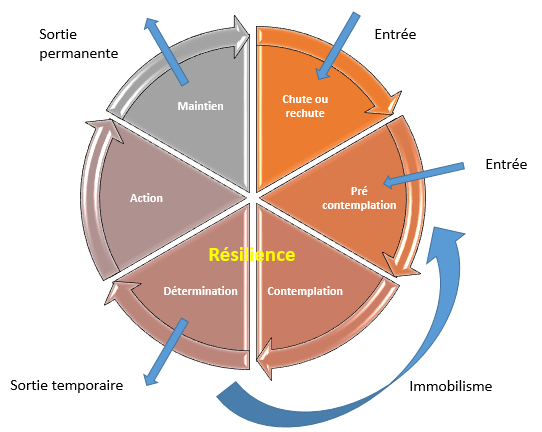 Sortie
permanente
Entrée
Maintien
Chute ou
rechute
Entrée
Action
Pré
contemplation
Résilience
Détermination
Contemplation
Sortie temporaire
Immobilisme